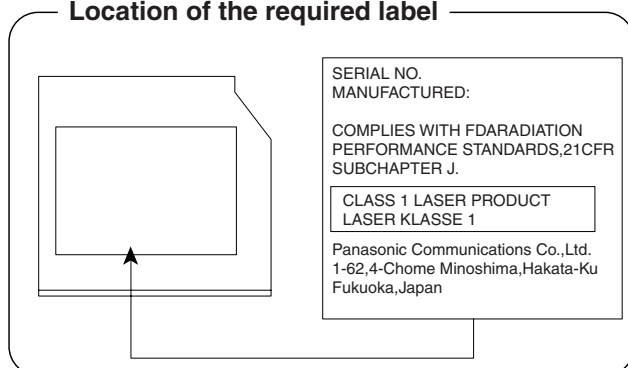 Location of the required label
SERIAL NO.
MANUFACTURED:
COMPLIES WITH FDARADIATION
PERFORMANCE STANDARDS,21CFR
SUBCHAPTER J.
CLASS 1 LASER PRODUCT
LASER KLASSE 1
Panasonic Communications Co.,Ltd.
1-62,4-Chome Minoshima,Hakata-Ku
Fukuoka,Japan